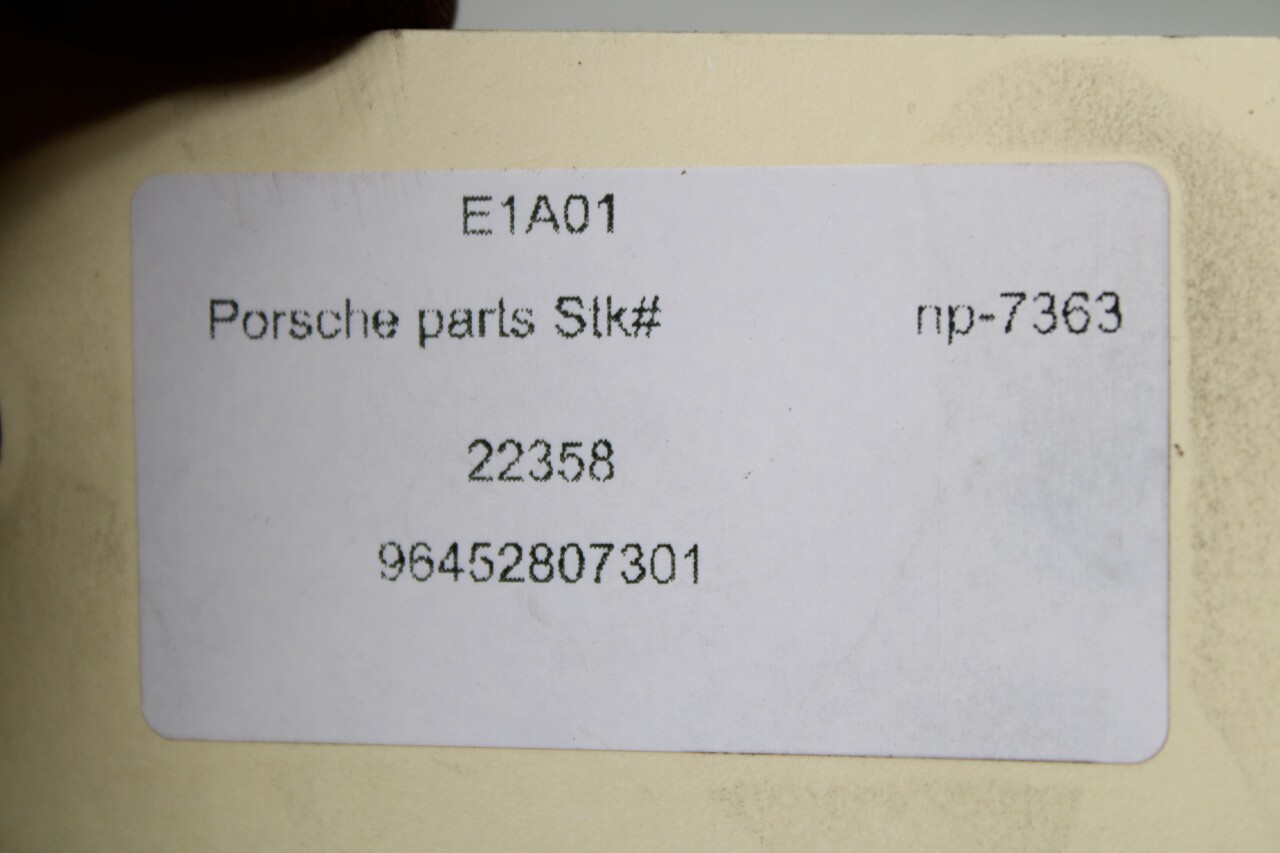 E1A01
Porsche parts Stk# np-7363
22358
96452807301